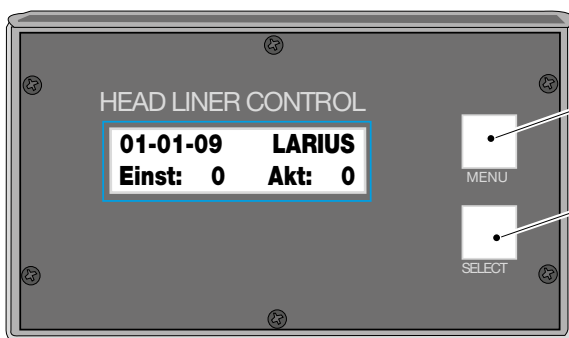 HEAD LINER CONTROL
01-01-09 LARIUS
Einst: 0 Akt: 0
MENU
SELECT